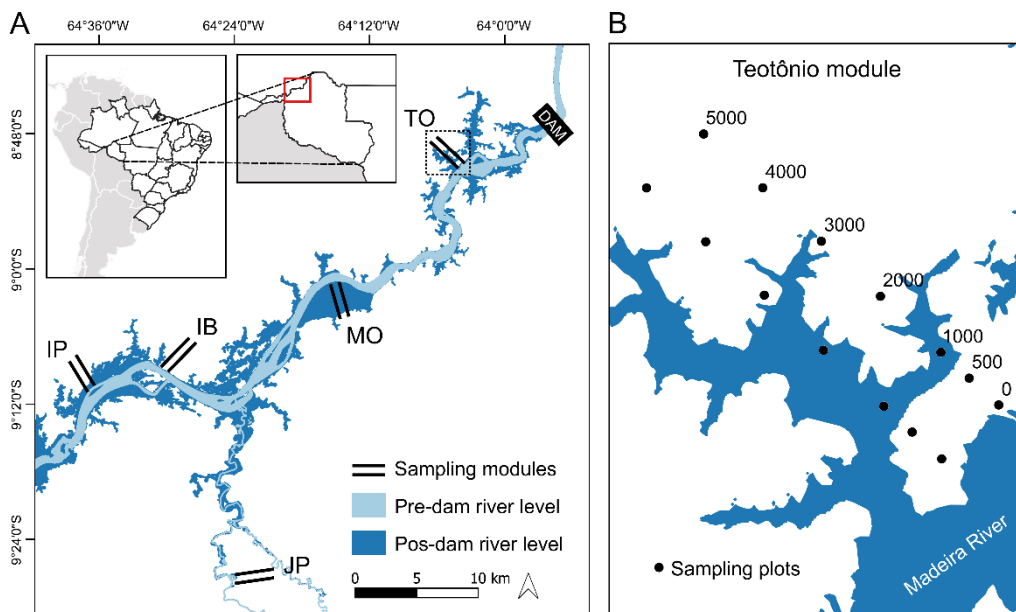 A
64°36'0"W
64°24'0"W
64°12'0"W
64°0'0"W
8°48'0"S
9°0'0"S
9°12'0"S
9°24'0"S
TO
DAM
MO
IB
IP
JP
Sampling modules
Pre-dam river level
Pos-dam river level
0 5 10 km
B
Teotônio module
5000
4000
3000
2000
1000
500
0
Madeira River
Sampling plots